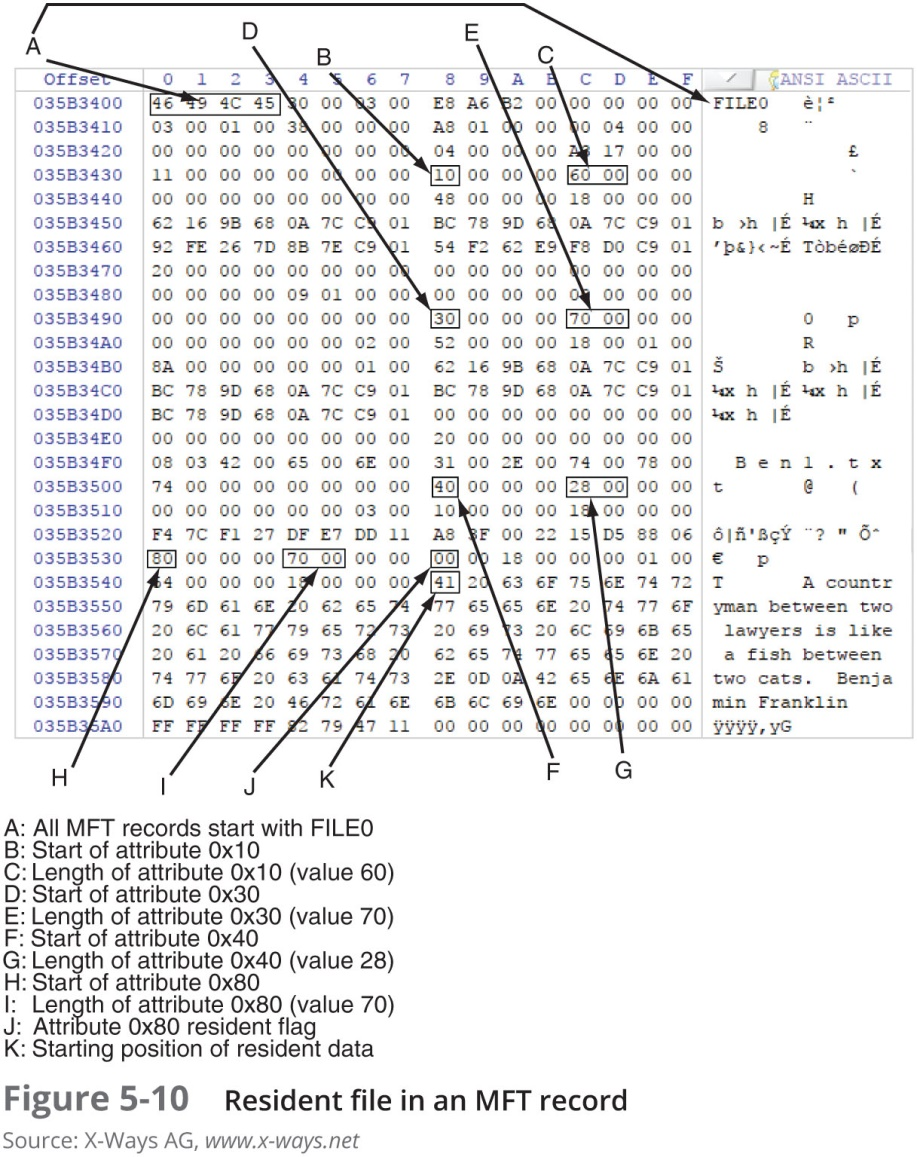 D
E
A
B
C
Offset 0 1 2 3 4 5 6 7 8 9 A B C D E F ANSI ASCII
035B3400 46 49 4C 45 30 00 03 00 E8 A6 B2 00 00 00 00 00 FILE0 è¦²
035B3410 03 00 01 00 38 00 00 00 A8 01 00 00 00 04 00 00 8 ¨
035B3420 00 00 00 00 00 00 00 00 04 00 00 00 A3 17 00 00 £
035B3430 11 00 00 00 00 00 00 00 10 00 00 00 60 00 00 00 `
035B3440 00 00 00 00 00 00 00 00 48 00 00 00 18 00 00 00 H
035B3450 62 16 9B 68 0A 7C C9 01 BC 78 9D 68 0A 7C C9 01 b ›h |É ¼x h |É
035B3460 92 FE 26 7D 8B 7E C9 01 54 F2 62 E9 F8 D0 C9 01 ’þ&}‹~É TòbéøÐÉ
035B3470 20 00 00 00 00 00 00 00 00 00 00 00 00 00 00 00
035B3480 00 00 00 00 09 01 00 00 00 00 00 00 00 00 00 00
035B3490 00 00 00 00 00 00 00 00 30 00 00 00 70 00 00 00 0 p
035B34A0 00 00 00 00 00 00 02 00 52 00 00 00 18 00 01 00 R
035B34B0 8A 00 00 00 00 00 01 00 62 16 9B 68 0A 7C C9 01 Š b ›h |É
035B34C0 BC 78 9D 68 0A 7C C9 01 BC 78 9D 68 0A 7C C9 01 ¼x h |É ¼x h |É
035B34D0 BC 78 9D 68 0A 7C C9 01 00 00 00 00 00 00 00 00 ¼x h |É
035B34E0 00 00 00 00 00 00 00 00 20 00 00 00 00 00 00 00
035B34F0 08 03 42 00 65 00 6E 00 31 00 2E 00 74 00 78 00 B e n 1 . t x
035B3500 74 00 00 00 00 00 00 00 40 00 00 00 28 00 00 00 t @ (
035B3510 00 00 00 00 00 00 03 00 10 00 00 00 18 00 00 00
035B3520 F4 7C F1 27 DF E7 DD 11 A8 3F 00 22 15 D5 88 06 ô|ñ'ßçÝ ¨? " Õˆ
035B3530 80 00 00 00 70 00 00 00 00 00 18 00 00 00 01 00 € p
035B3540 54 00 00 00 18 00 00 00 41 20 63 6F 75 6E 74 72 T A countr
035B3550 79 6D 61 6E 20 62 65 74 77 65 65 6E 20 74 77 6F yman between two
035B3560 20 6C 61 77 79 65 72 73 20 69 73 20 6C 69 6B 65 lawyers is like
035B3570 20 61 20 66 69 73 68 20 62 65 74 77 65 65 6E 20 a fish between
035B3580 74 77 6F 20 63 61 74 73 2E 0D 0A 42 65 6E 6A 61 two cats. Benja
035B3590 6D 69 6E 20 46 72 61 6E 6B 6C 69 6E 00 00 00 00 min Franklin
035B35A0 FF FF FF FF 82 79 47 11 00 00 00 00 00 00 00 00 ÿÿÿÿ‚yG
H
I
J
K
F
G
A: All MFT records start with FILE0
B: Start of attribute 0x10
C: Length of attribute 0x10 (value 60)
D: Start of attribute 0x30
E: Length of attribute 0x30 (value 70)
F: Start of attribute 0x40
G: Length of attribute 0x40 (value 28)
H: Start of attribute 0x80
I: Length of attribute 0x80 (value 70)
J: Attribute 0x80 resident flag
K: Starting position of resident data
Figure 5-10 Resident file in an MFT record
Source: X-Ways AG, www.x-ways.net